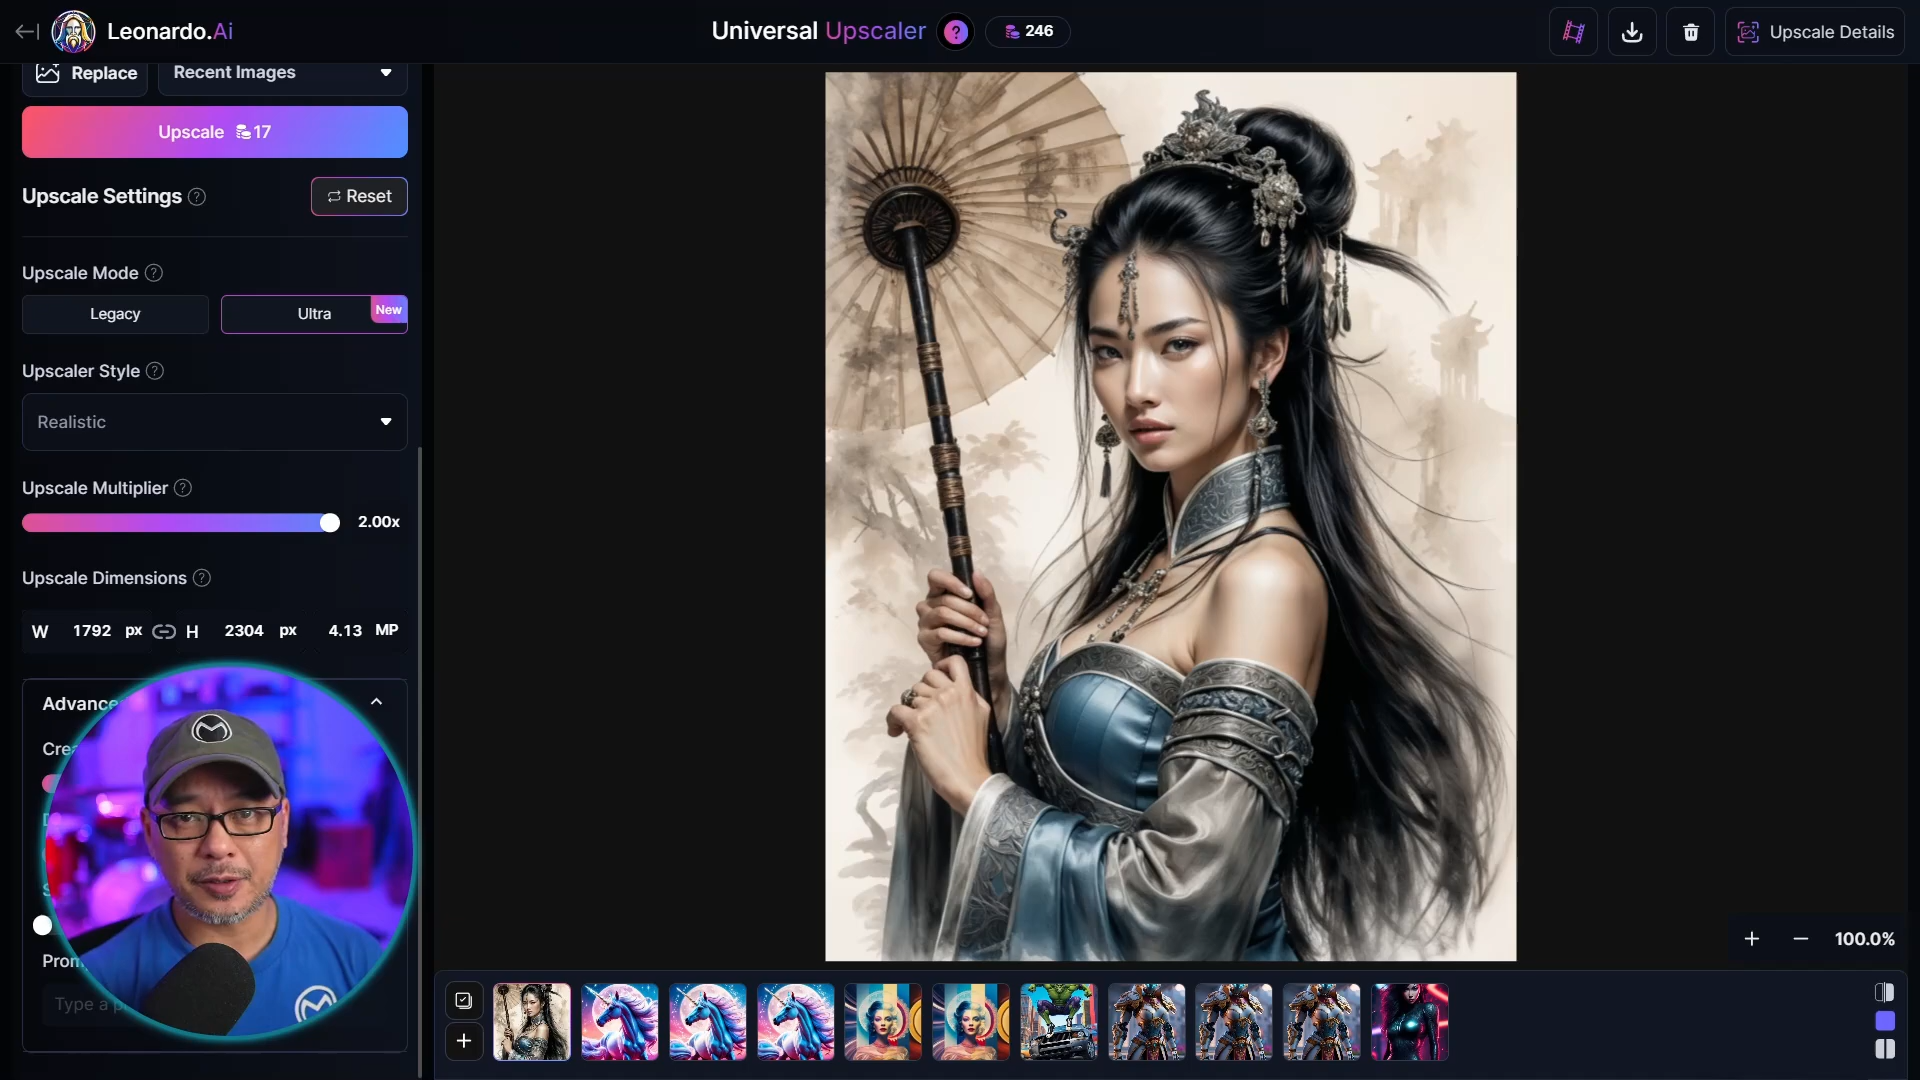 Leonardo.Ai
Universal Upscaler ? 246
Upscale Details
Replace
Recent Images
Upscale 17
Upscale Settings ?
Reset
Upscale Mode ?
Legacy
Ultra
New
Upscaler Style ?
Realistic
Upscale Multiplier ?
2.00x
Upscale Dimensions ?
W 1792 px H 2304 px 4.13 MP
100.0%